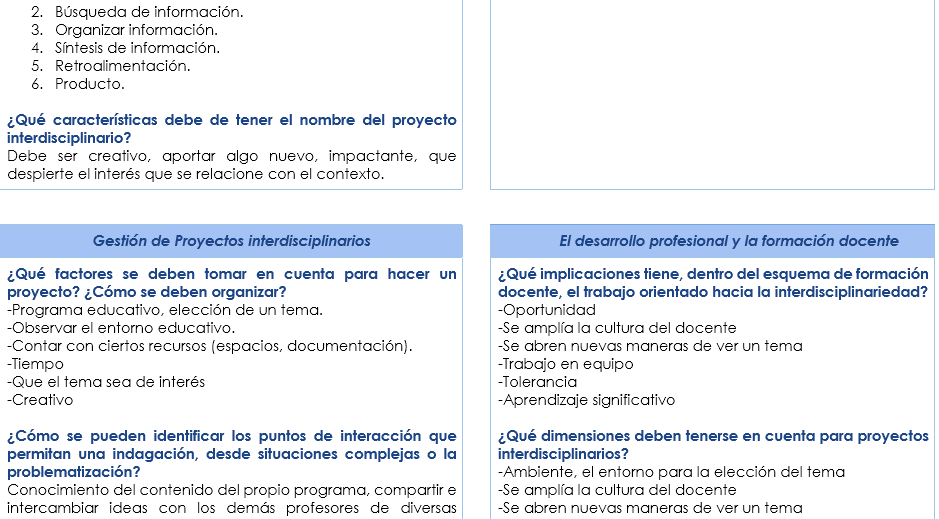 2. Búsqueda de información.
3. Organizar información.
4. Síntesis de información.
5. Retroalimentación.
6. Producto.
¿Qué características debe de tener el nombre del proyecto
interdisciplinario?
Debe ser creativo, aportar algo nuevo, impactante, que
despierte el interés que se relacione con el contexto.
Gestión de Proyectos interdisciplinarios
¿Qué factores se deben tomar en cuenta para hacer un
proyecto? ¿Cómo se deben organizar?
-Programa educativo, elección de un tema.
-Observar el entorno educativo.
-Contar con ciertos recursos (espacios, documentación).
-Tiempo
-Que el tema sea de interés
-Creativo
¿Cómo se pueden identificar los puntos de interacción que
permitan una indagación, desde situaciones complejas o la
problematización?
Conocimiento del contenido del propio programa, compartir e
intercambiar ideas con los demás profesores de diversas
El desarrollo profesional y la formación docente
¿Qué implicaciones tiene, dentro del esquema de formación
docente, el trabajo orientado hacia la interdisciplinariedad?
-Oportunidad
-Se amplía la cultura del docente
-Se abren nuevas maneras de ver un tema
-Trabajo en equipo
-Tolerancia
-Aprendizaje significativo
¿Qué dimensiones deben tenerse en cuenta para proyectos
interdisciplinarios?
-Ambiente, el entorno para la elección del tema
-Se amplía la cultura del docente
-Se abren nuevas maneras de ver un tema